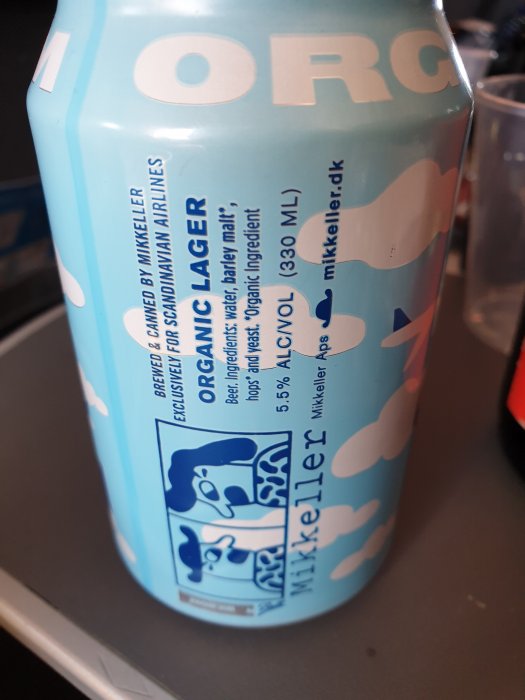 M ORG
BREWED & CANNED BY MIKKELLER
EXCLUSIVELY FOR SCANDINAVIAN AIRLINES
ORGANIC LAGER
Beer. Ingredients: water, barley malt*,
hops* and yeast. *Organic Ingredient
5.5% ALC/VOL (330 ML)
Mikkeller Aps mikkeller.dk
Mikkeller